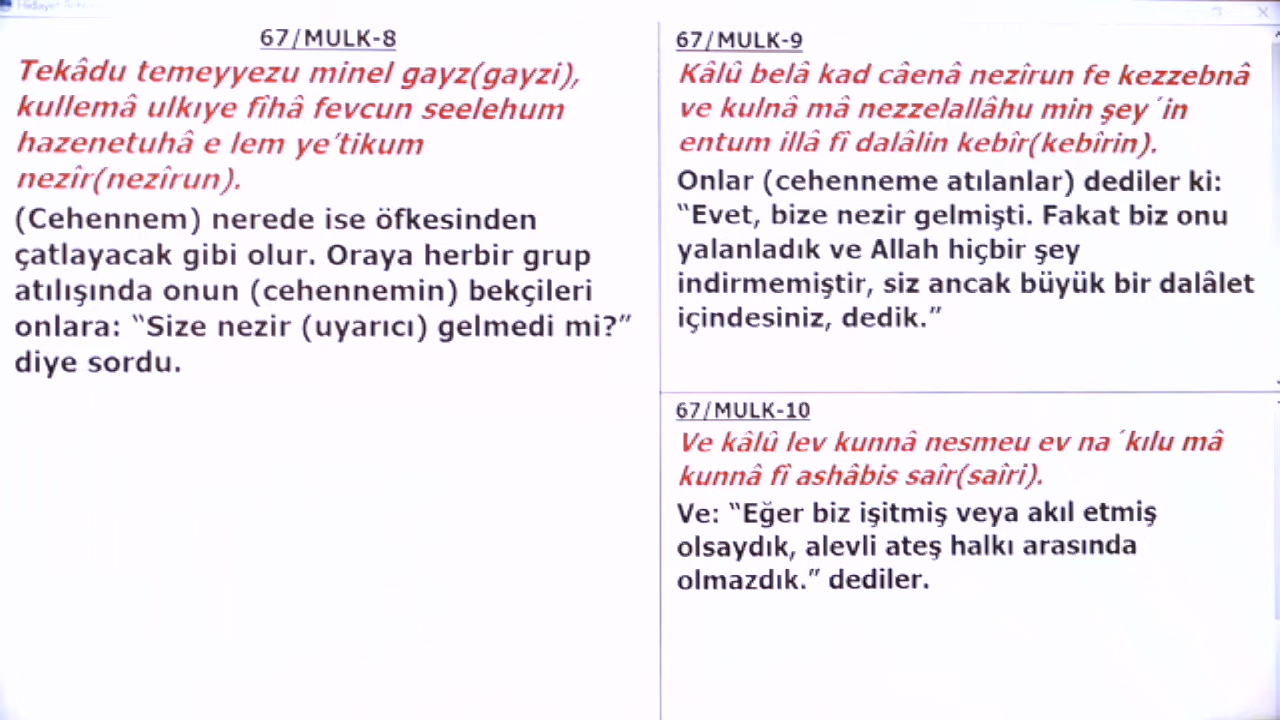 67/MULK-8
Tekâdu temeyyezu minel gayz(gayzi),
kullemâ ulkıye fîhâ fevcun seelehum
hazenetuhâ e lem ye’tikum
nezîr(nezîrun).
(Cehennem) nerede ise öfkesinden
çatlayacak gibi olur. Oraya herbir grup
atılışında onun (cehennemin) bekçileri
onlara: “Size nezir (uyarıcı) gelmedi mi?”
diye sordu.
67/MULK-9
Kâlû belâ kad câenâ nezîrun fe kezzebnâ
ve kulnâ mâ nezzelallâhu min şey´in
entum illâ fî dalâlin kebîr(kebîrin).
Onlar (cehenneme atılanlar) dediler ki:
“Evet, bize nezir gelmişti. Fakat biz onu
yalanladık ve Allah hiçbir şey
indirmemiştir, siz ancak büyük bir dalâlet
içindesiniz, dedik.”
67/MULK-10
Ve kâlû lev kunnâ nesmeu ev na´kılu mâ
kunnâ fî ashâbis saîr(saîri).
Ve: “Eğer biz işitmiş veya akıl etmiş
olsaydık, alevli ateş halkı arasında
olmazdık.” dediler.